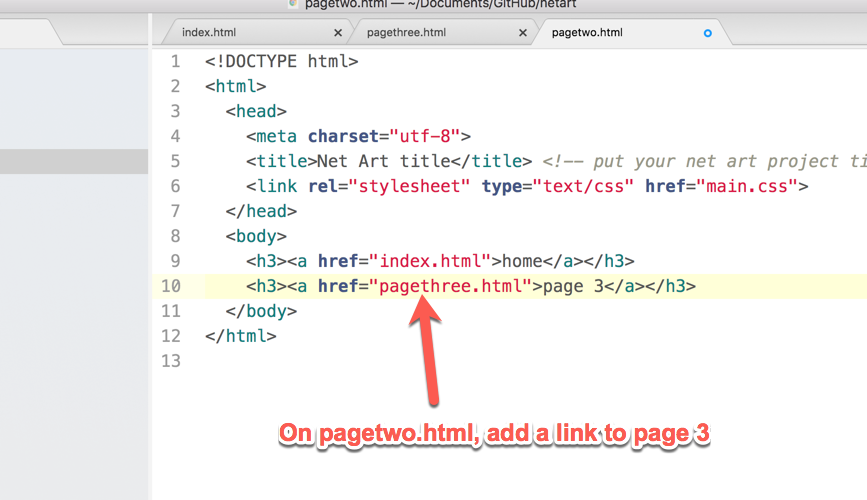 pagetwo.html — ~/Documents/GitHub/netart
index.html × pagethree.html × pagetwo.html
1 <!DOCTYPE html>
2 <html>
3 <head>
4 <meta charset="utf-8">
5 <title>Net Art title</title> <!-- put your net art project ti
6 <link rel="stylesheet" type="text/css" href="main.css">
7 </head>
8 <body>
9 <h3><a href="index.html">home</a></h3>
10 <h3><a href="pagethree.html">page 3</a></h3>
11 </body>
12 </html>
13
On pagetwo.html, add a link to page 3